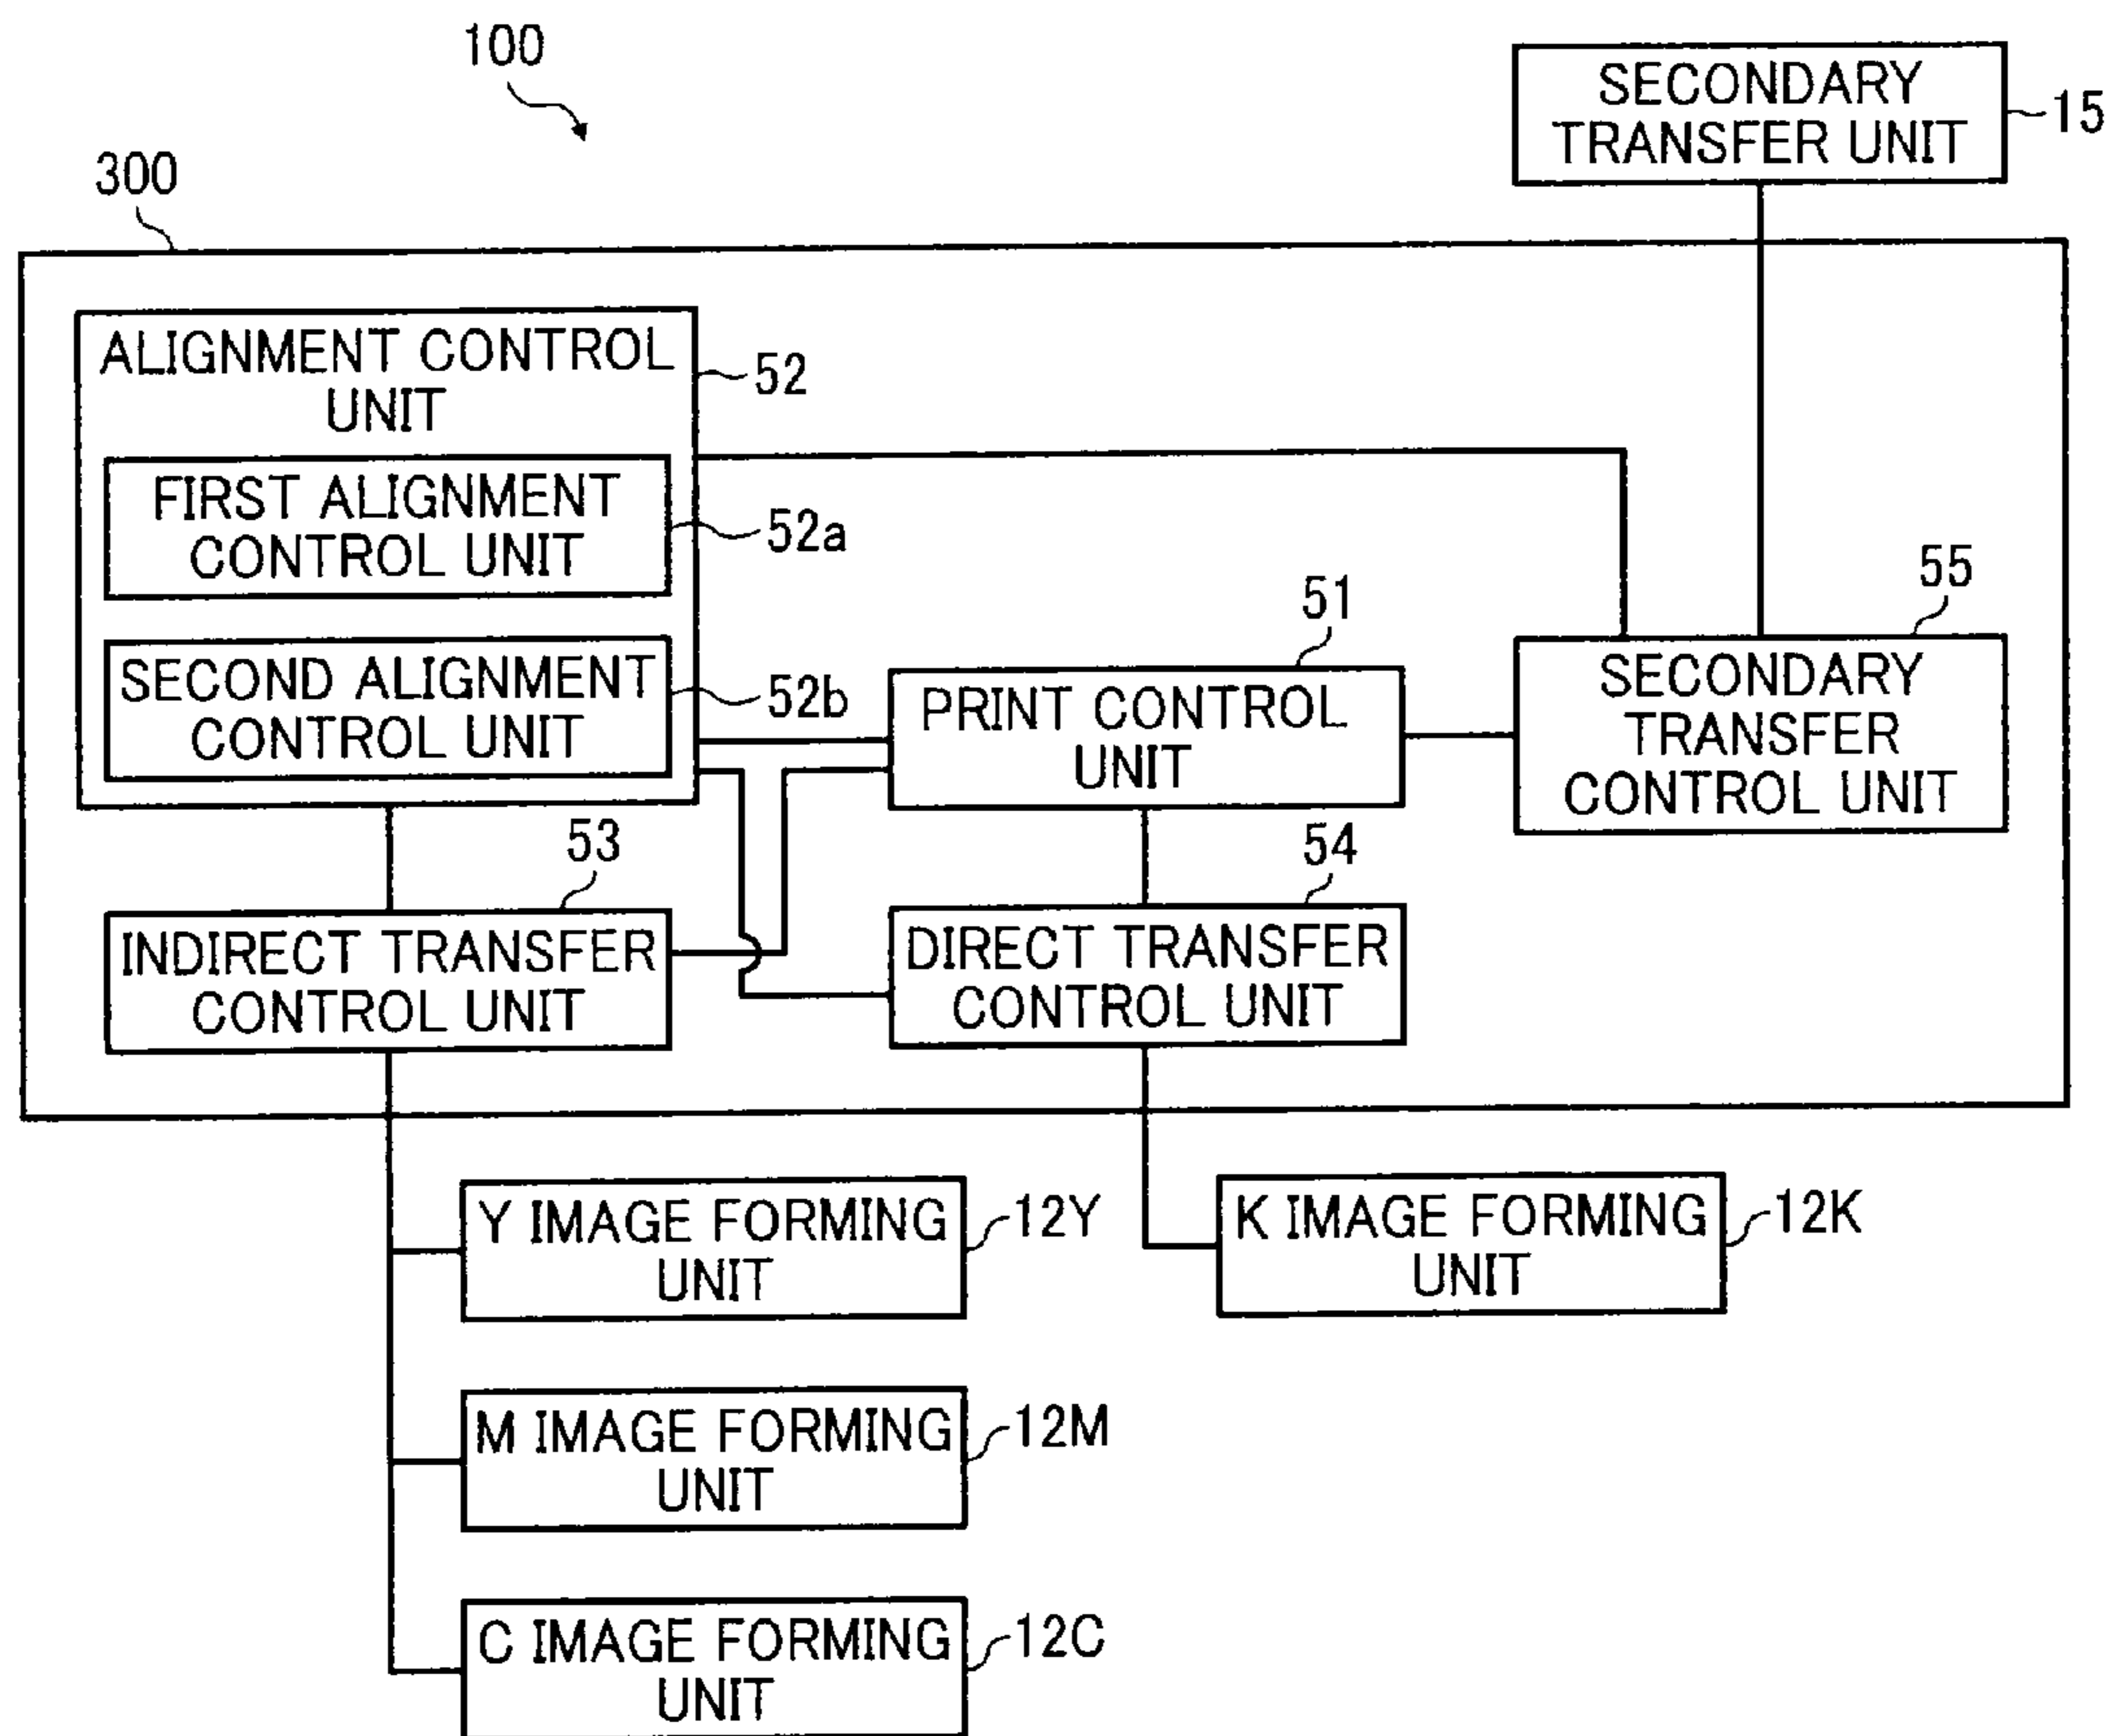 100
SECONDARY
TRANSFER UNIT
15
300
ALIGNMENT CONTROL
UNIT
52
FIRST ALIGNMENT
CONTROL UNIT
52a
SECOND ALIGNMENT
CONTROL UNIT
52b
51
PRINT CONTROL
UNIT
55
SECONDARY
TRANSFER
CONTROL UNIT
53
INDIRECT TRANSFER
CONTROL UNIT
54
DIRECT TRANSFER
CONTROL UNIT
Y IMAGE FORMING
UNIT
12Y
K IMAGE FORMING
UNIT
12K
M IMAGE FORMING
UNIT
12M
C IMAGE FORMING
UNIT
12C